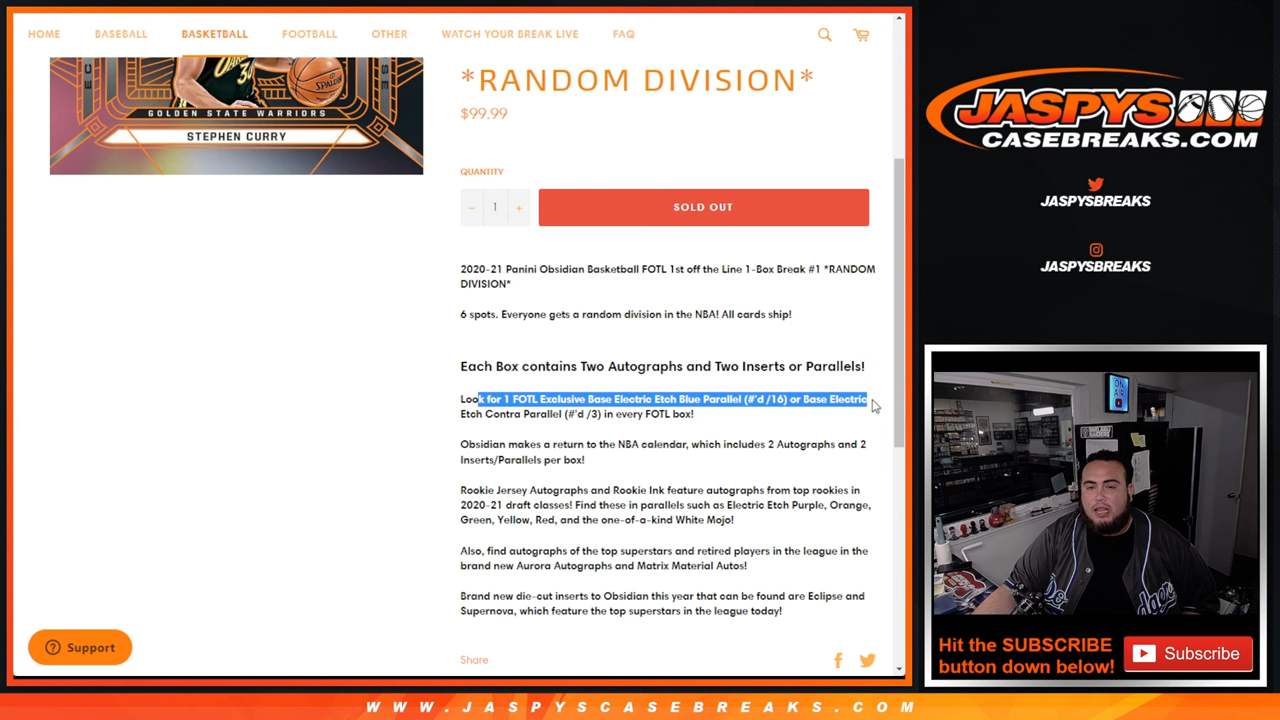 HOME BASEBALL BASKETBALL FOOTBALL OTHER WATCH YOUR BREAK LIVE FAQ
GOLDEN STATE WARRIORS
STEPHEN CURRY
*RANDOM DIVISION*
$99.99
QUANTITY
− 1 +
SOLD OUT
2020-21 Panini Obsidian Basketball FOTL 1st off the Line 1-Box Break #1 *RANDOM
DIVISION*
6 spots. Everyone gets a random division in the NBA! All cards ship!
Each Box contains Two Autographs and Two Inserts or Parallels!
Look for 1 FOTL Exclusive Base Electric Etch Blue Parallel (#'d /16) or Base Electric
Etch Contra Parallel (#'d /3) in every FOTL box!
Obsidian makes a return to the NBA calendar, which includes 2 Autographs and 2
Inserts/Parallels per box!
Rookie Jersey Autographs and Rookie Ink feature autographs from top rookies in
2020-21 draft classes! Find these in parallels such as Electric Etch Purple, Orange,
Green, Yellow, Red, and the one-of-a-kind White Mojo!
Also, find autographs of the top superstars and retired players in the league in the
brand new Aurora Autographs and Matrix Material Autos!
Brand new die-cut inserts to Obsidian this year that can be found are Eclipse and
Supernova, which feature the top superstars in the league today!
Share
Support
JASPYS
CASEBREAKS.COM
JASPYSBREAKS
JASPYSBREAKS
ON
AIR
Hit the SUBSCRIBE
button down below!
Subscribe
WWW.JASPYSCASEBREAKS.COM